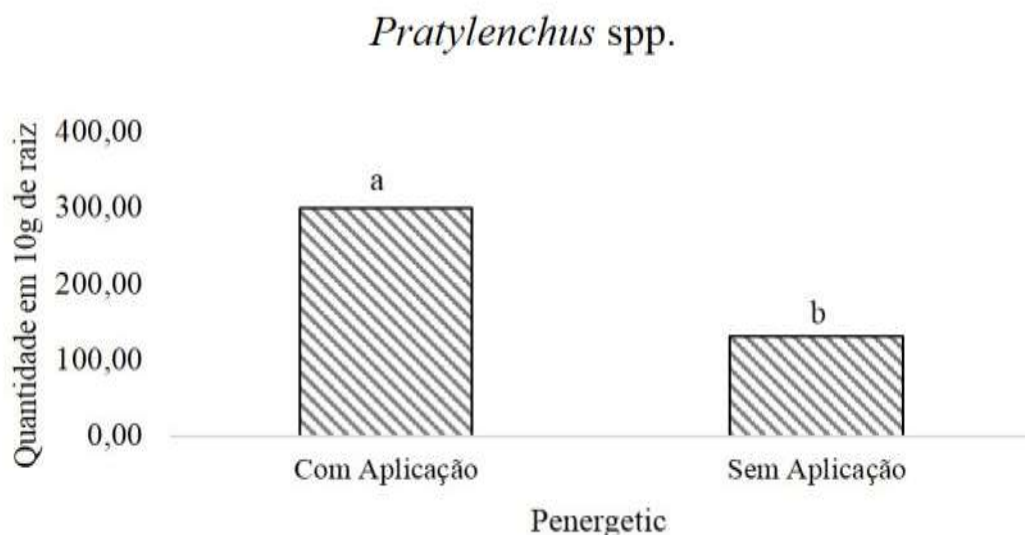 Pratylenchus spp.
Quantidade em 10g de raiz
400,00
300,00
200,00
100,00
0,00
a
b
Com Aplicação
Sem Aplicação
Penergetic